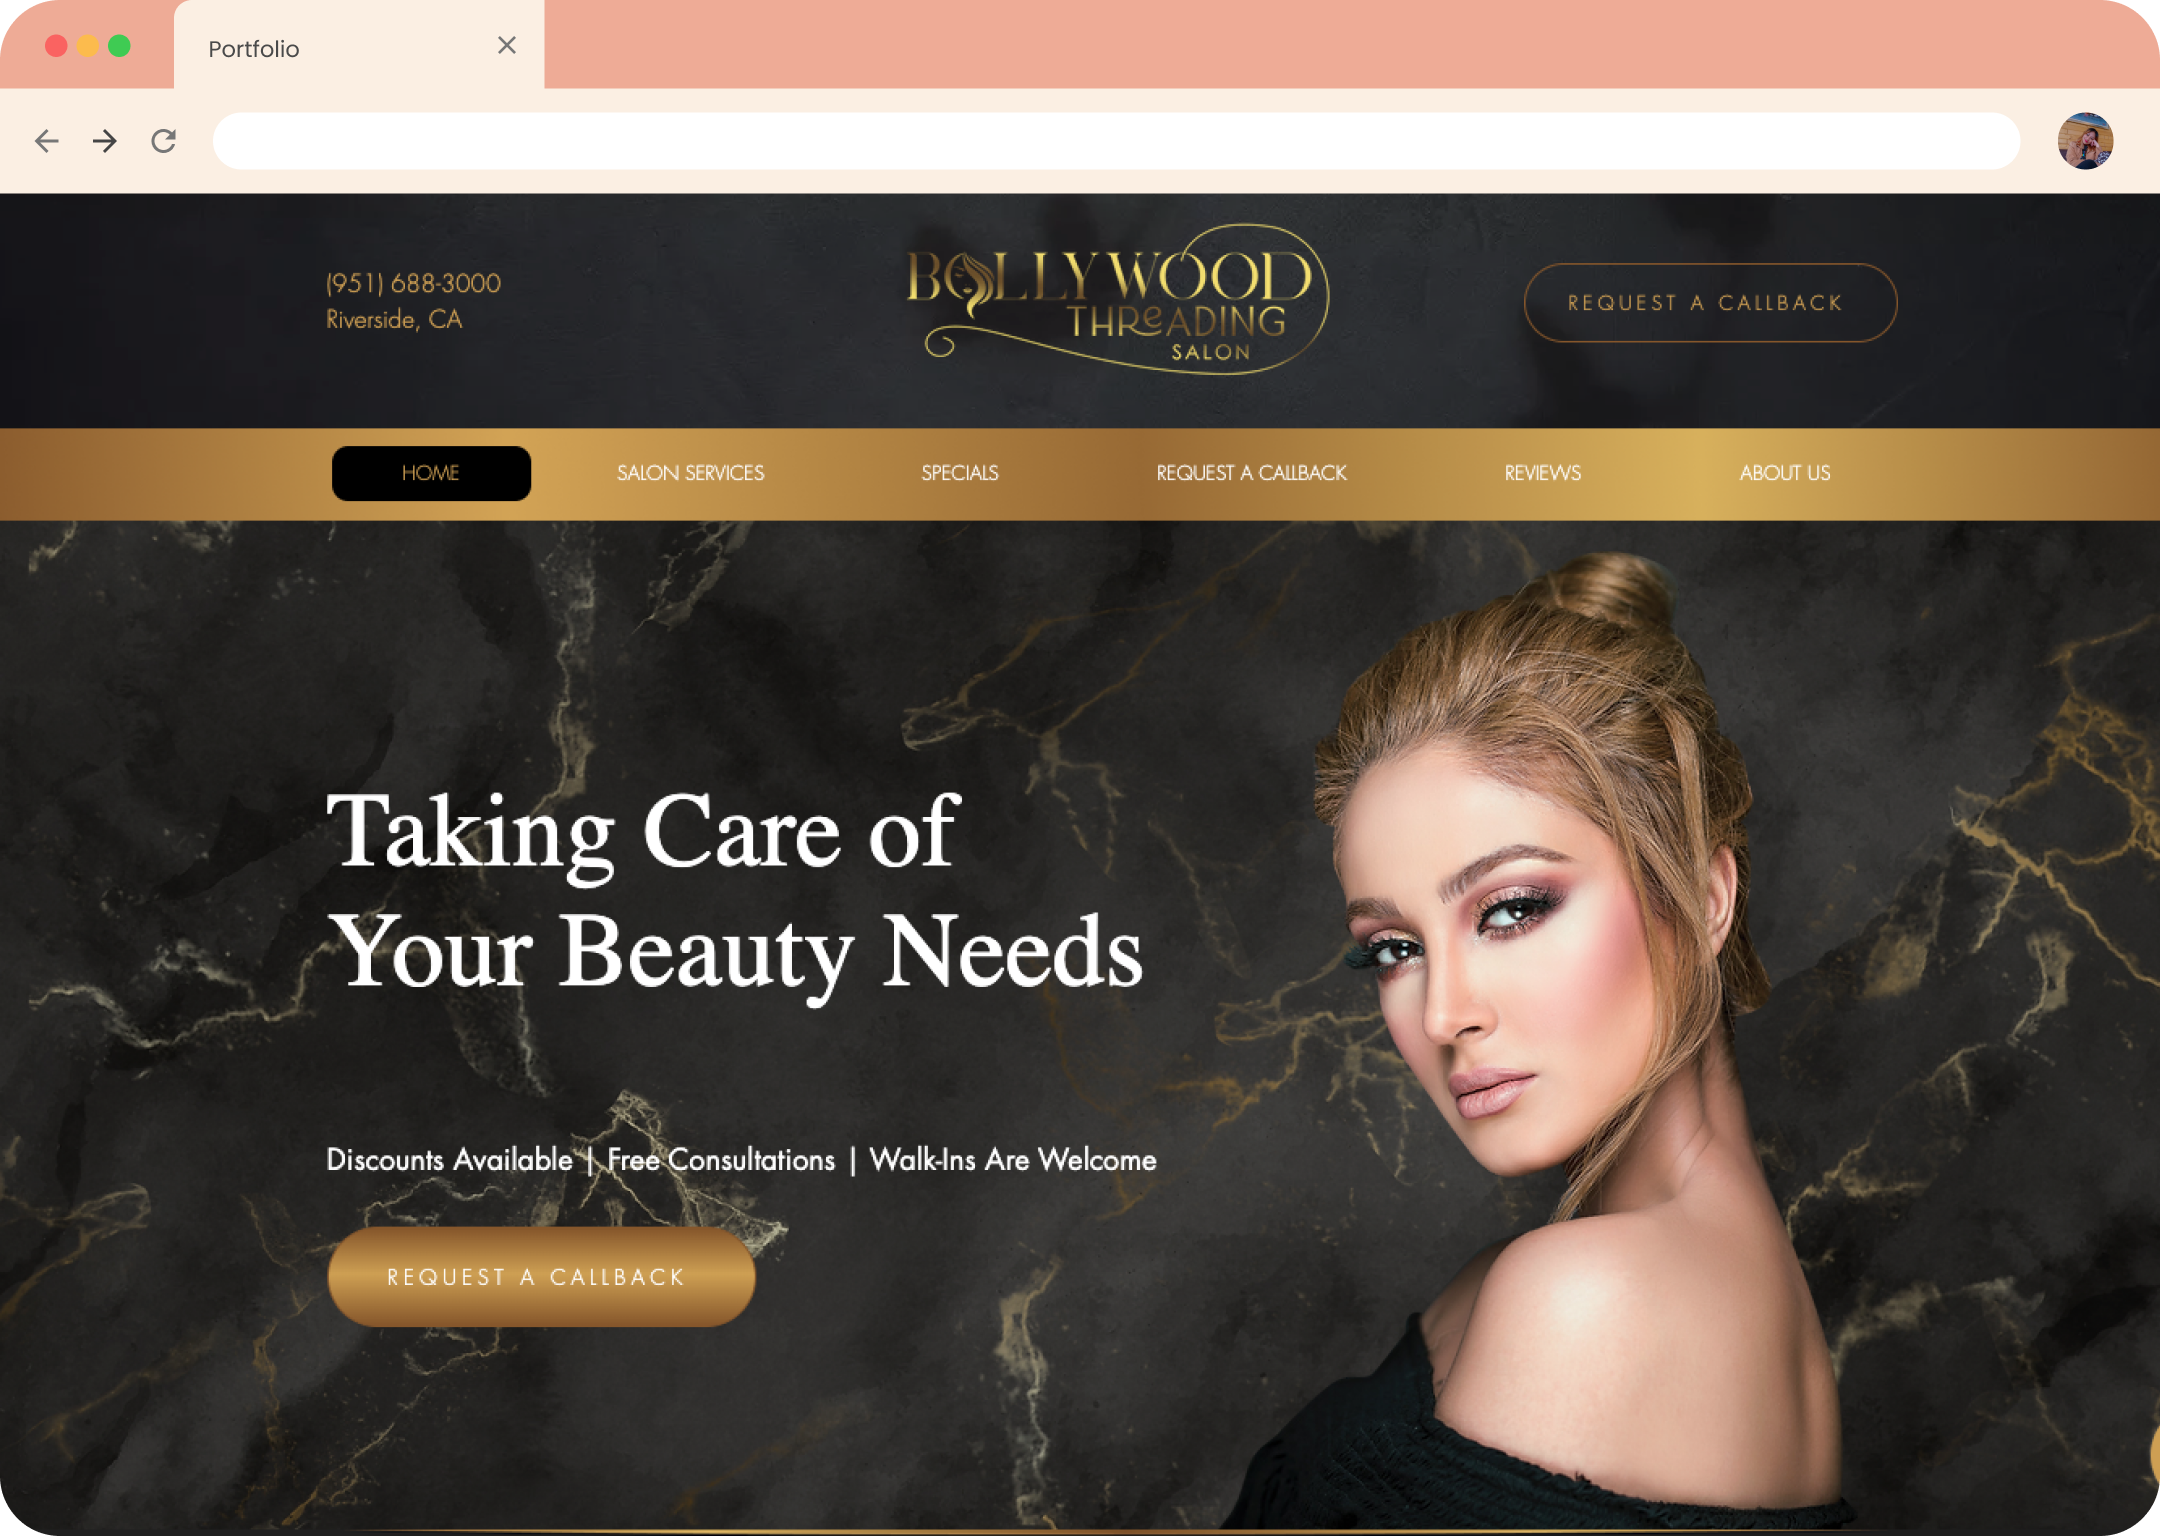 Portfolio
(951) 688-3000
Riverside, CA
BOLLYWOOD
THReADING
SALON
REQUEST A CALLBACK
HOME
SALON SERVICES
SPECIALS
REQUEST A CALLBACK
REVIEWS
ABOUT US
Taking Care of
Your Beauty Needs
Discounts Available | Free Consultations | Walk-Ins Are Welcome
REQUEST A CALLBACK